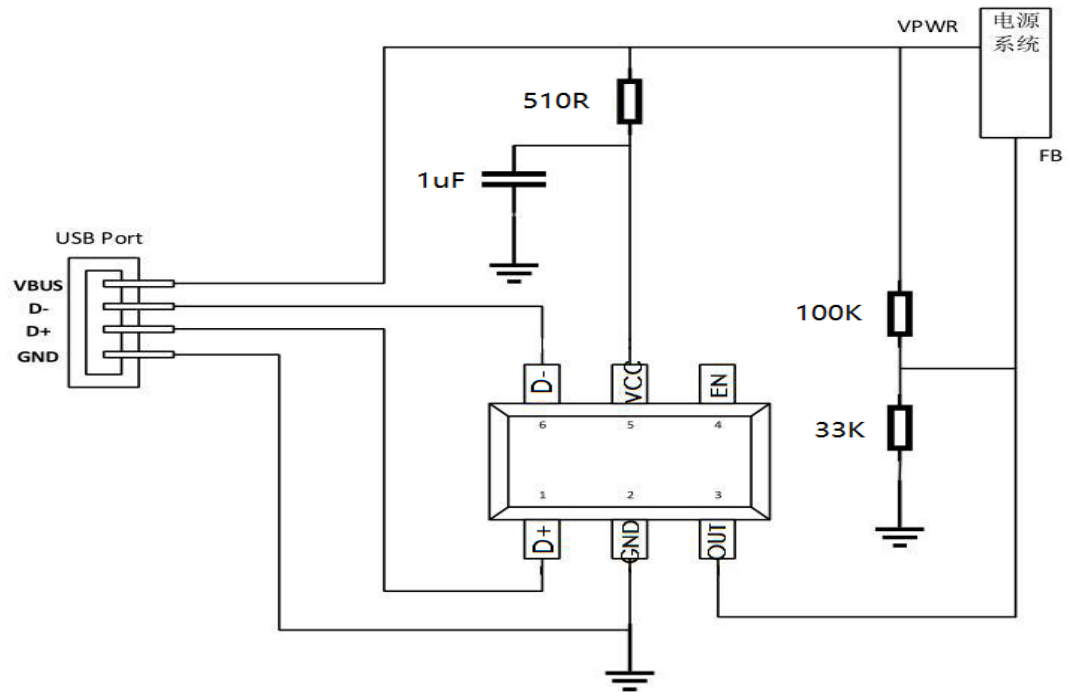 VPWR
电源
系统
510R
FB
1uF
USB Port
VBUS
D-
D+
GND
100K
D-
VCC
EN
33K
6
5
4
1
2
3
D+
GND
OUT